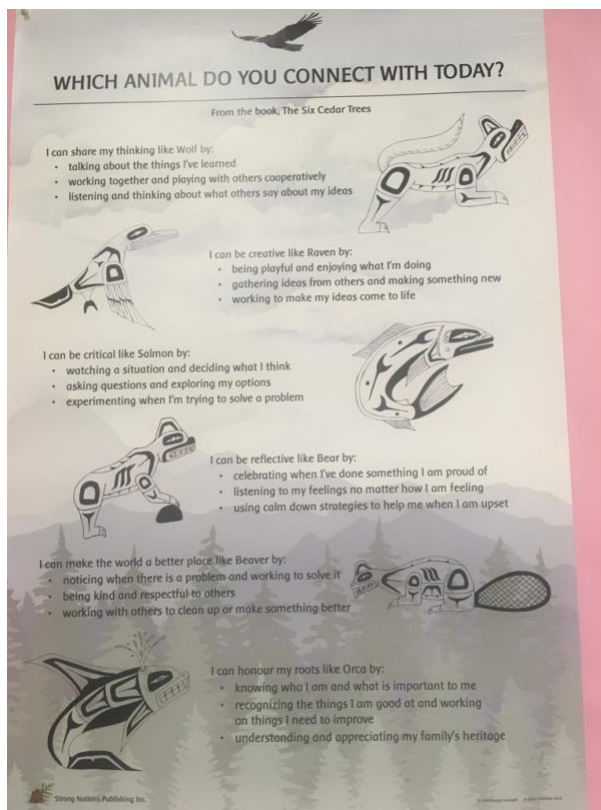 WHICH ANIMAL DO YOU CONNECT WITH TODAY?
From the book, The Six Cedar Trees
I can share my thinking like Wolf by:
• talking about the things I've learned
• working together and playing with others cooperatively
• listening and thinking about what others say about my ideas
I can be creative like Raven by:
• being playful and enjoying what I'm doing
• gathering ideas from others and making something new
• working to make my ideas come to life
I can be critical like Salmon by:
• watching a situation and deciding what I think
• asking questions and exploring my options
• experimenting when I'm trying to solve a problem
I can be reflective like Bear by:
• celebrating when I've done something I am proud of
• listening to my feelings no matter how I am feeling
• using calm down strategies to help me when I am upset
I can make the world a better place like Beaver by:
• noticing when there is a problem and working to solve it
• being kind and respectful to others
• working with others to clean up or make something better
I can honour my roots like Orca by:
• knowing who I am and what is important to me
• recognizing the things I am good at and working
on things I need to improve
• understanding and appreciating my family's heritage
Strong Nations Publishing Inc.